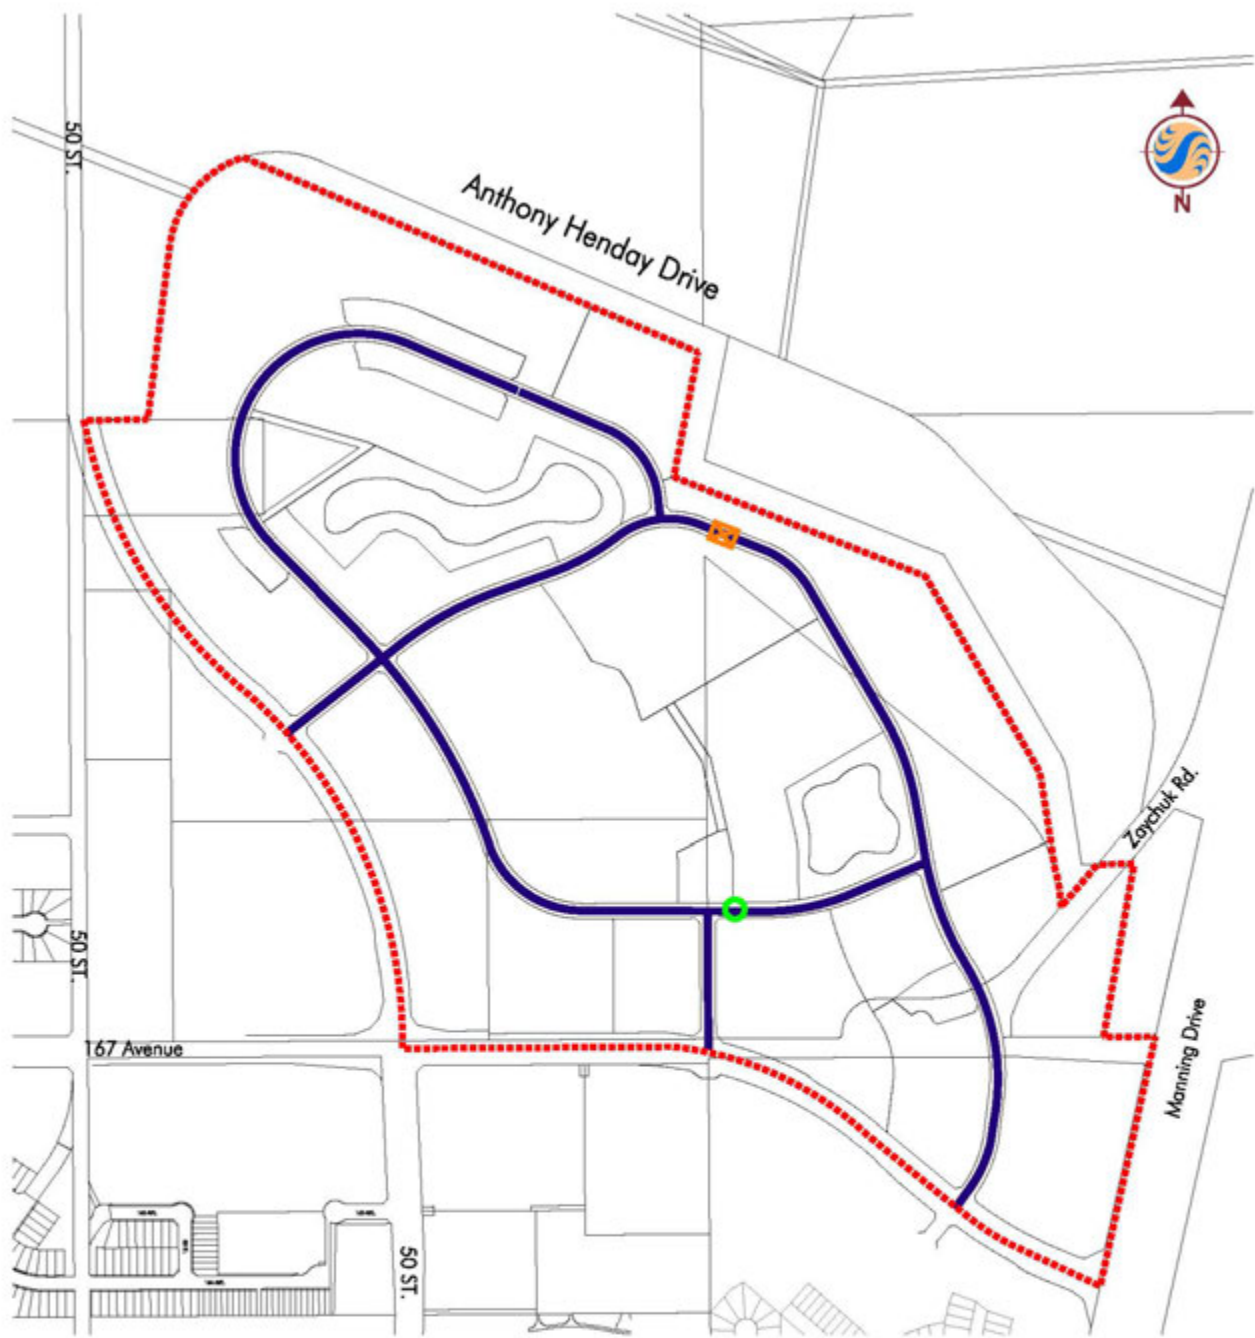 50 ST.
Anthony Henday Drive
N
Zaychuk Rd.
50 ST.
Manning Drive
167 Avenue
50 ST.